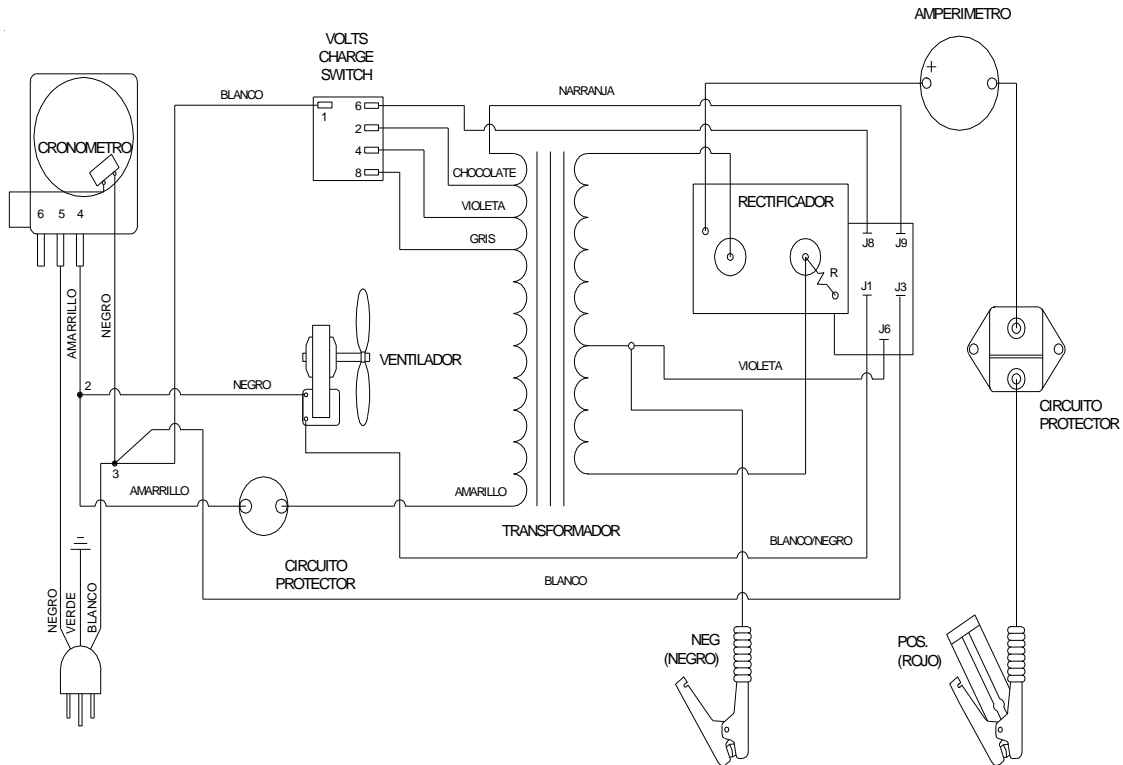 AMPERIMETRO
+
VOLTS
CHARGE
SWITCH
BLANCO
1
6
2
4
8
NARRANJA
CRONOMETRO
CHOCOLATE
VIOLETA
GRIS
RECTIFICADOR
R
J8
J9
J1
J3
J6
6 5 4
AMARRILLO
NEGRO
VENTILADOR
VIOLETA
2
NEGRO
CIRCUITO
PROTECTOR
3
AMARRILLO
AMARILLO
TRANSFORMADOR
BLANCO/NEGRO
CIRCUITO
PROTECTOR
BLANCO
NEGRO
VERDE
BLANCO
NEG
(NEGRO)
POS.
(ROJO)